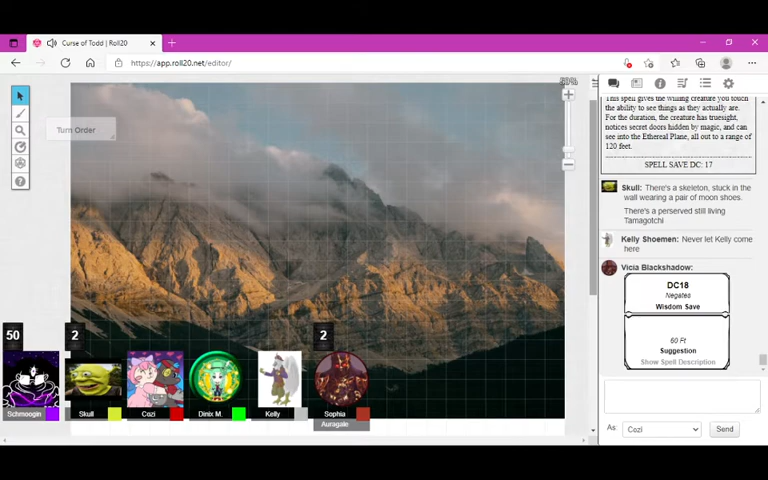 Curse of Todd | Roll20
https://app.roll20.net/editor/
50%
Turn Order
This spell gives the willing creature you touch
the ability to see things as they actually are.
For the duration, the creature has truesight,
notices secret doors hidden by magic, and can
see into the Ethereal Plane, all out to a range of
120 feet.
SPELL SAVE DC: 17
Skull: There's a skeleton, stuck in the
wall wearing a pair of moon shoes.
There's a perserved still living
Tamagotchi
Kelly Shoemen: Never let Kelly come
here
Vicia Blackshadow:
DC18
Negates
Wisdom Save
60 Ft
Suggestion
Show Spell Description
50
2
2
Schmoogin
Skull
Cozi
Dinix M.
Kelly
Sophia
Auragale
As:
Cozi
Send